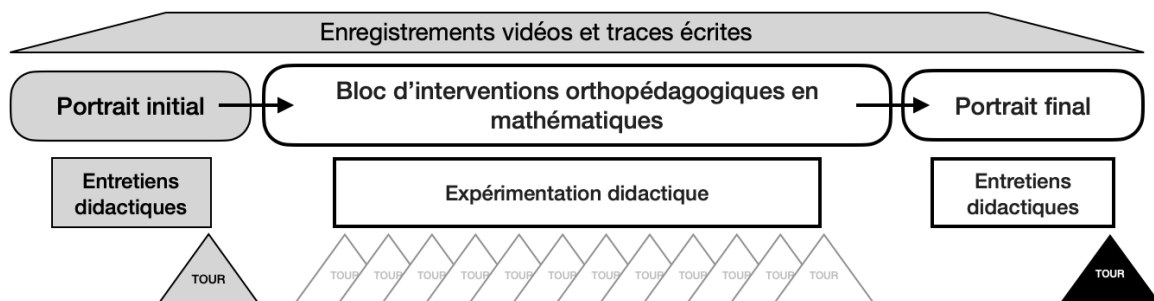 Enregistrements vidéos et traces écrites
Portrait initial
Bloc d'interventions orthopédagogiques en
mathématiques
Portrait final
Entretiens
didactiques
Expérimentation didactique
Entretiens
didactiques
TOUR
TOUR
TOUR
TOUR
TOUR
TOUR
TOUR
TOUR
TOUR
TOUR
TOUR
TOUR
TOUR
TOUR